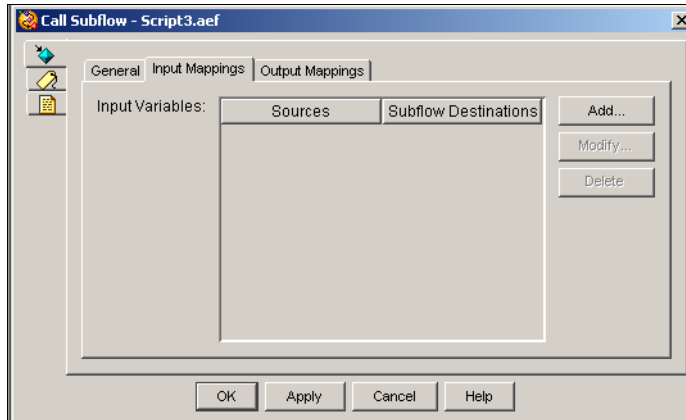 Call Subflow - Script3.aef
General Input Mappings Output Mappings
Input Variables: Sources Subflow Destinations Add...
Modify...
Delete
OK Apply Cancel Help